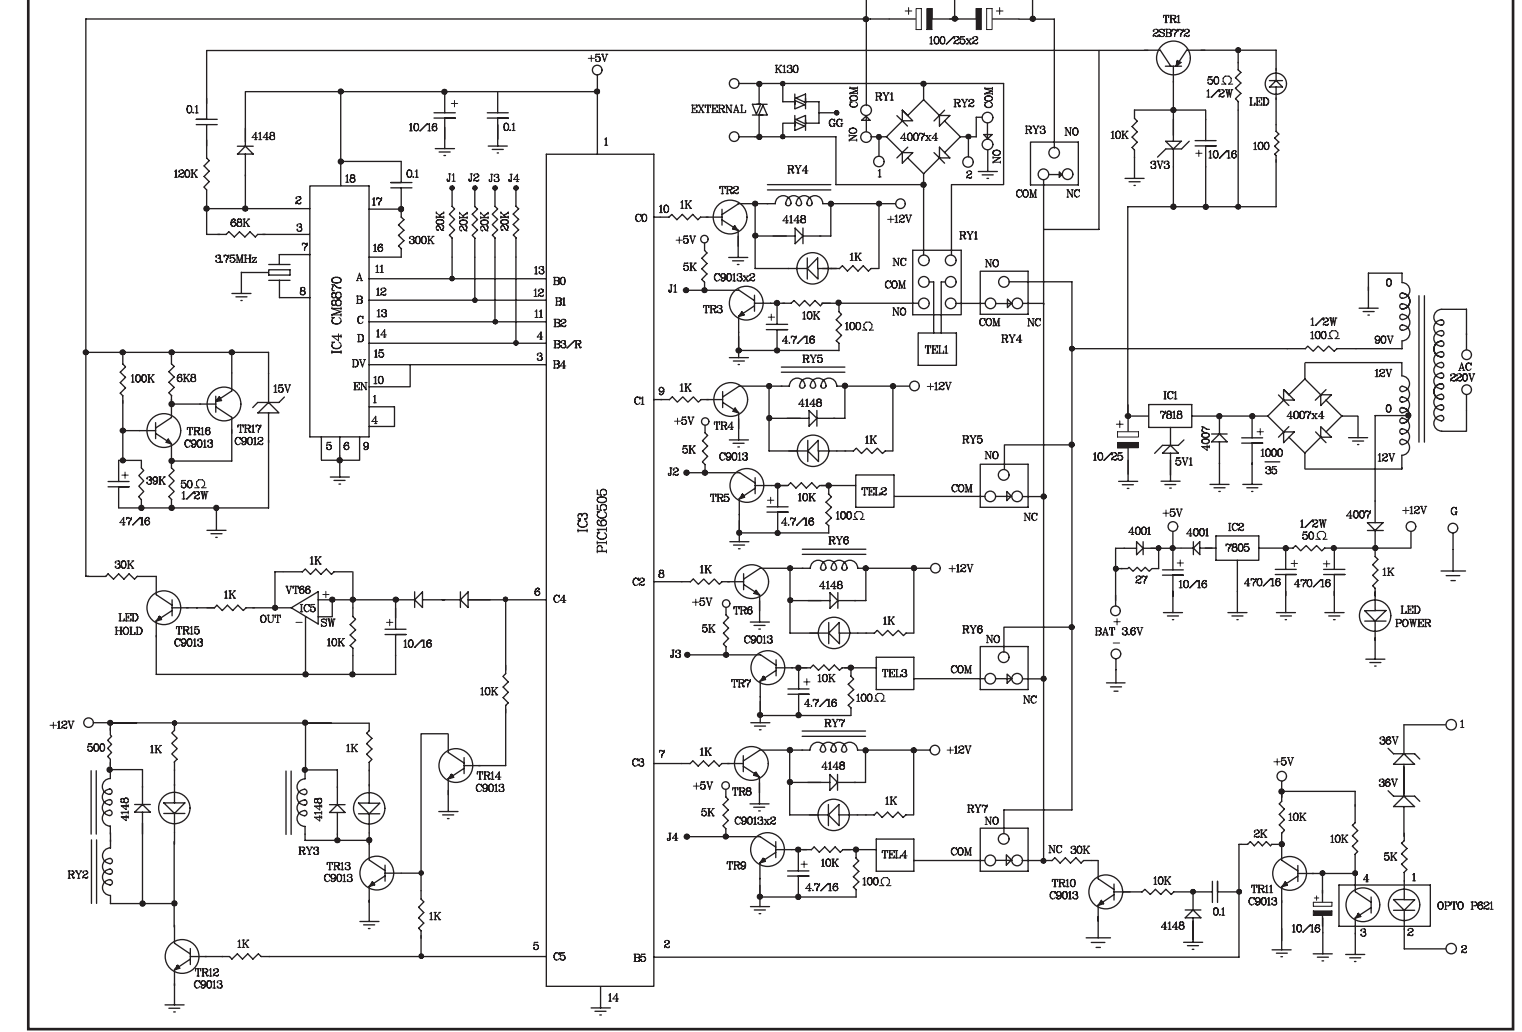 100/25x2
TR1
2SB772
+5V
K130
EXTERNAL
GG
COM
RY1
NO
4007x4
RY2
COM
NO
1
2
RY3
NO
COM
NC
50Ω
1/2W
LED
10K
3V3
10/16
100
0.1
4148
10/16
0.1
120K
68K
3.75MHz
2
3
7
8
18
0.1
17
300K
16
11
12
13
14
15
10
1
4
A
B
C
D
DV
EN
IC4 CM8870
5
6
9
J1
J2
J3
J4
20K
20K
20K
20K
1
13
B0
12
B1
11
B2
4
B3/R
3
B4
IC3
PIC16C505
C0
10
1K
TR2
RY4
4148
+12V
+5V
5K
C9013x2
1K
J1
TR3
10K
100Ω
4.7/16
RY1
NC
COM
NO
TEL1
NO
COM
NC
RY4
C1
9
1K
TR4
C9013
RY5
4148
+12V
+5V
5K
1K
J2
TR5
10K
100Ω
4.7/16
TEL2
RY5
NO
COM
NC
C2
8
1K
TR6
C9013
RY6
4148
+12V
+5V
5K
1K
J3
TR7
10K
100Ω
4.7/16
TEL3
RY6
NO
COM
NC
C3
7
1K
TR8
C9013x2
RY7
4148
+12V
+5V
5K
1K
J4
TR9
10K
100Ω
4.7/16
TEL4
RY7
NO
COM
NC
30K
TR10
C9013
10K
4148
0.1
2K
TR11
C9013
+5V
10K
10K
10/16
4
3
1
2
OPTO P621
5K
36V
36V
1
2
0
1/2W
100Ω
90V
12V
0
12V
AC
220V
IC1
7818
10/25
5V1
4007
1000
35
4007x4
4007
+12V
G
+5V
4001
4001
IC2
7805
1/2W
50Ω
27
10/16
470/16
470/16
1K
LED
POWER
BAT 3.6V
100K
6K8
15V
TR16
C9013
TR17
C9012
39K
50Ω
1/2W
47/16
30K
LED
HOLD
TR15
C9013
1K
OUT
1K
VT66
IC5
SW
10K
10/16
6
C4
10K
+12V
500
1K
4148
RY2
4148
1K
RY3
TR14
C9013
TR13
C9013
1K
TR12
C9013
1K
5
C5
2
B5
14